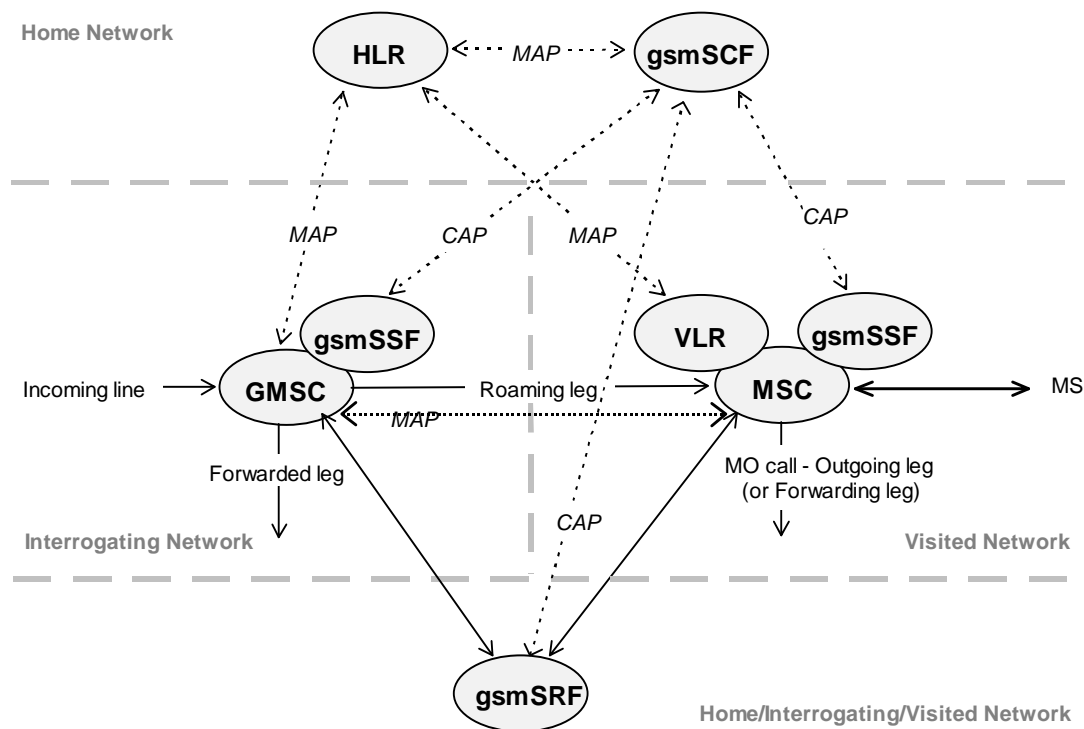 Home Network
HLR
MAP
gsmSCF
MAP
CAP
MAP
CAP
gsmSSF
VLR
gsmSSF
Incoming line
GMSC
Roaming leg
MSC
MS
MAP
Forwarded leg
MO call - Outgoing leg
(or Forwarding leg)
CAP
Interrogating Network
Visited Network
gsmSRF
Home/Interrogating/Visited Network